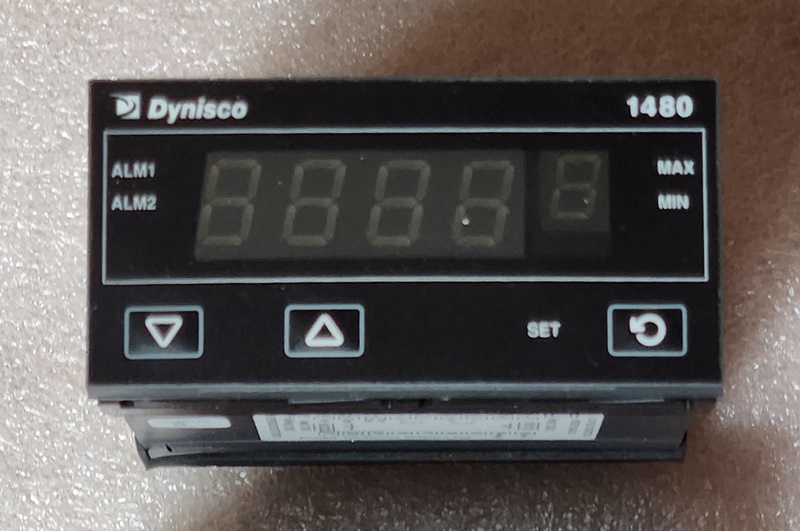 Dynisco
1480
ALM1
MAX
ALM2
MIN
SET